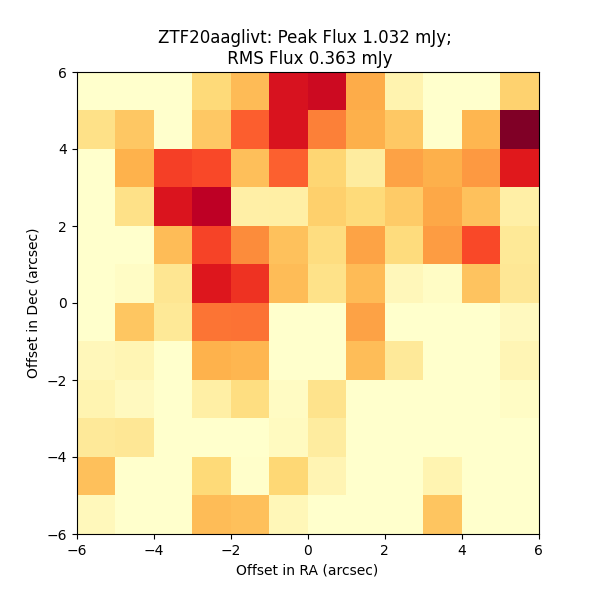 ZTF20aaglivt: Peak Flux 1.032 mJy;
RMS Flux 0.363 mJy
6
4
2
0
−2
−4
−6
Offset in Dec (arcsec)
−6 −4 −2 0 2 4 6
Offset in RA (arcsec)